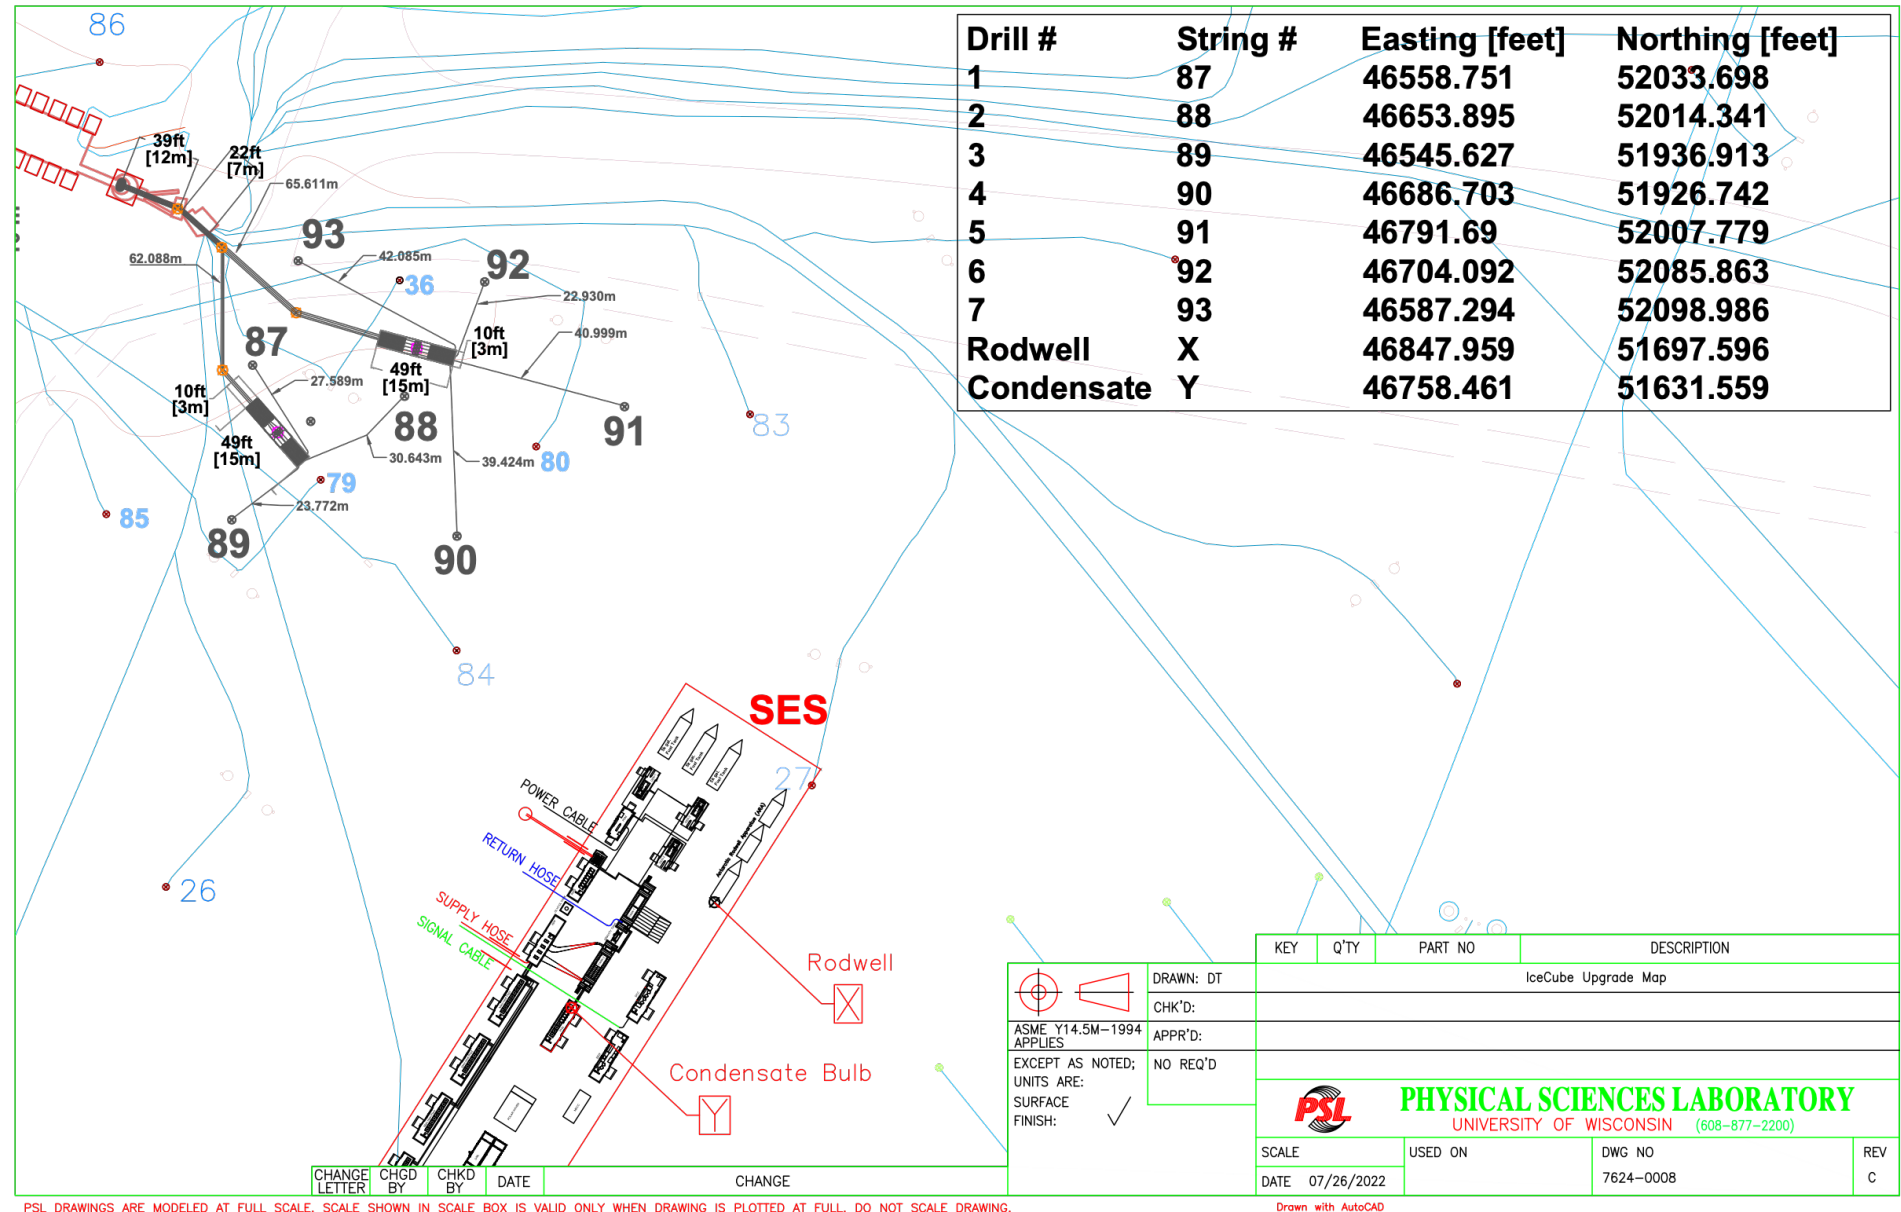 86
Drill # String # Easting [feet] Northing [feet]
1 87 46558.751 52033.698
2 88 46653.895 52014.341
3 89 46545.627 51936.913
4 90 46686.703 51926.742
5 91 46791.69 52007.779
6 92 46704.092 52085.863
7 93 46587.294 52098.986
Rodwell X 46847.959 51697.596
Condensate Y 46758.461 51631.559
39ft
[12m]
22ft
[7m]
65.611m
93
62.088m
42.085m
92
36
22.930m
40.999m
10ft
[3m]
87
49ft
[15m]
27.589m
10ft
[3m]
88
91
83
49ft
[15m]
30.643m
39.424m
80
79
23.772m
85
89
90
84
SES
27
POWER CABLE
RETURN HOSE
SUPPLY HOSE
SIGNAL CABLE
26
Rodwell
X
Condensate Bulb
Y
KEY Q'TY PART NO DESCRIPTION
IceCube Upgrade Map
DRAWN: DT
CHK'D:
ASME Y14.5M-1994
APPLIES
APPR'D:
EXCEPT AS NOTED;
UNITS ARE:
SURFACE
FINISH:
NO REQ'D
PSL
PHYSICAL SCIENCES LABORATORY
UNIVERSITY OF WISCONSIN (608-877-2200)
SCALE USED ON DWG NO REV
DATE 07/26/2022 7624-0008 C
CHANGE
LETTER
CHGD
BY
CHKD
BY
DATE
CHANGE
PSL DRAWINGS ARE MODELED AT FULL SCALE. SCALE SHOWN IN SCALE BOX IS VALID ONLY WHEN DRAWING IS PLOTTED AT FULL. DO NOT SCALE DRAWING.
Drawn with AutoCAD